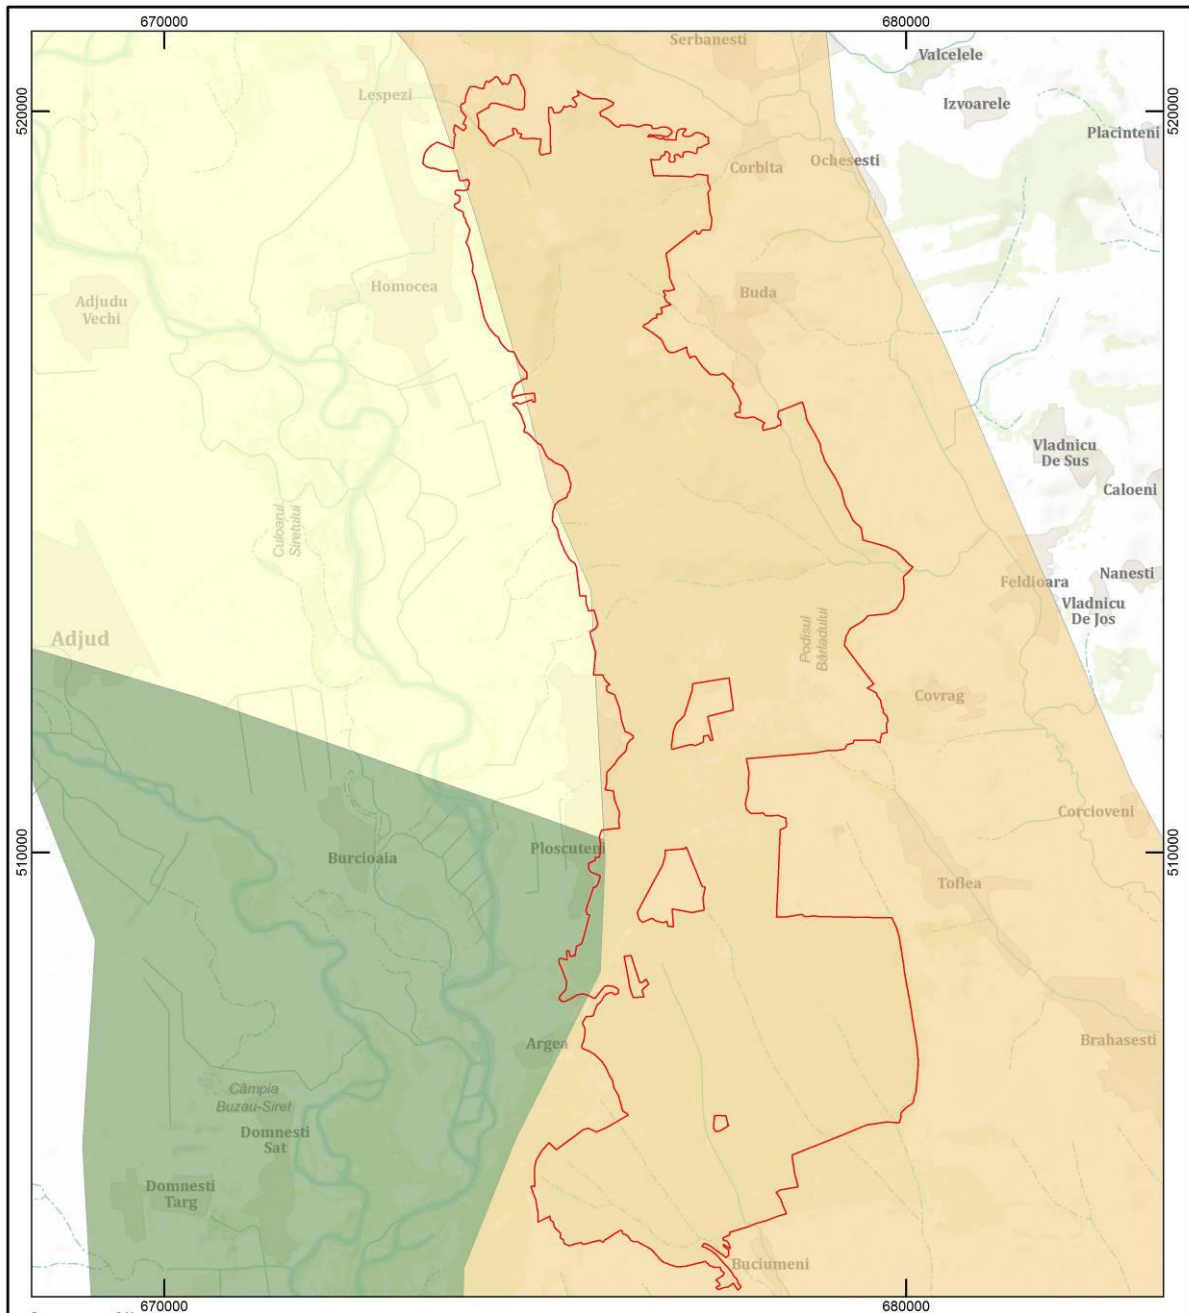 670000
680000
Serbanesti
Valcelele
Lespezi
Izvoarele
520000
520000
Placinteni
Corbita
Ochesesti
Homocea
Buda
Adjudu
Vechi
Vladnicu
De Sus
Caloeni
Culoarul
Siretului
Feldioara
Nanesti
Vladnicu
De Jos
Podisul
Bârladului
Adjud
Covrag
Corcioveni
510000
510000
Ploscuteni
Burcioaia
Toflea
Argea
Brahasesti
Câmpia
Buzau-Siret
Domnesti
Sat
Domnesti
Targ
Buciumeni
670000
680000